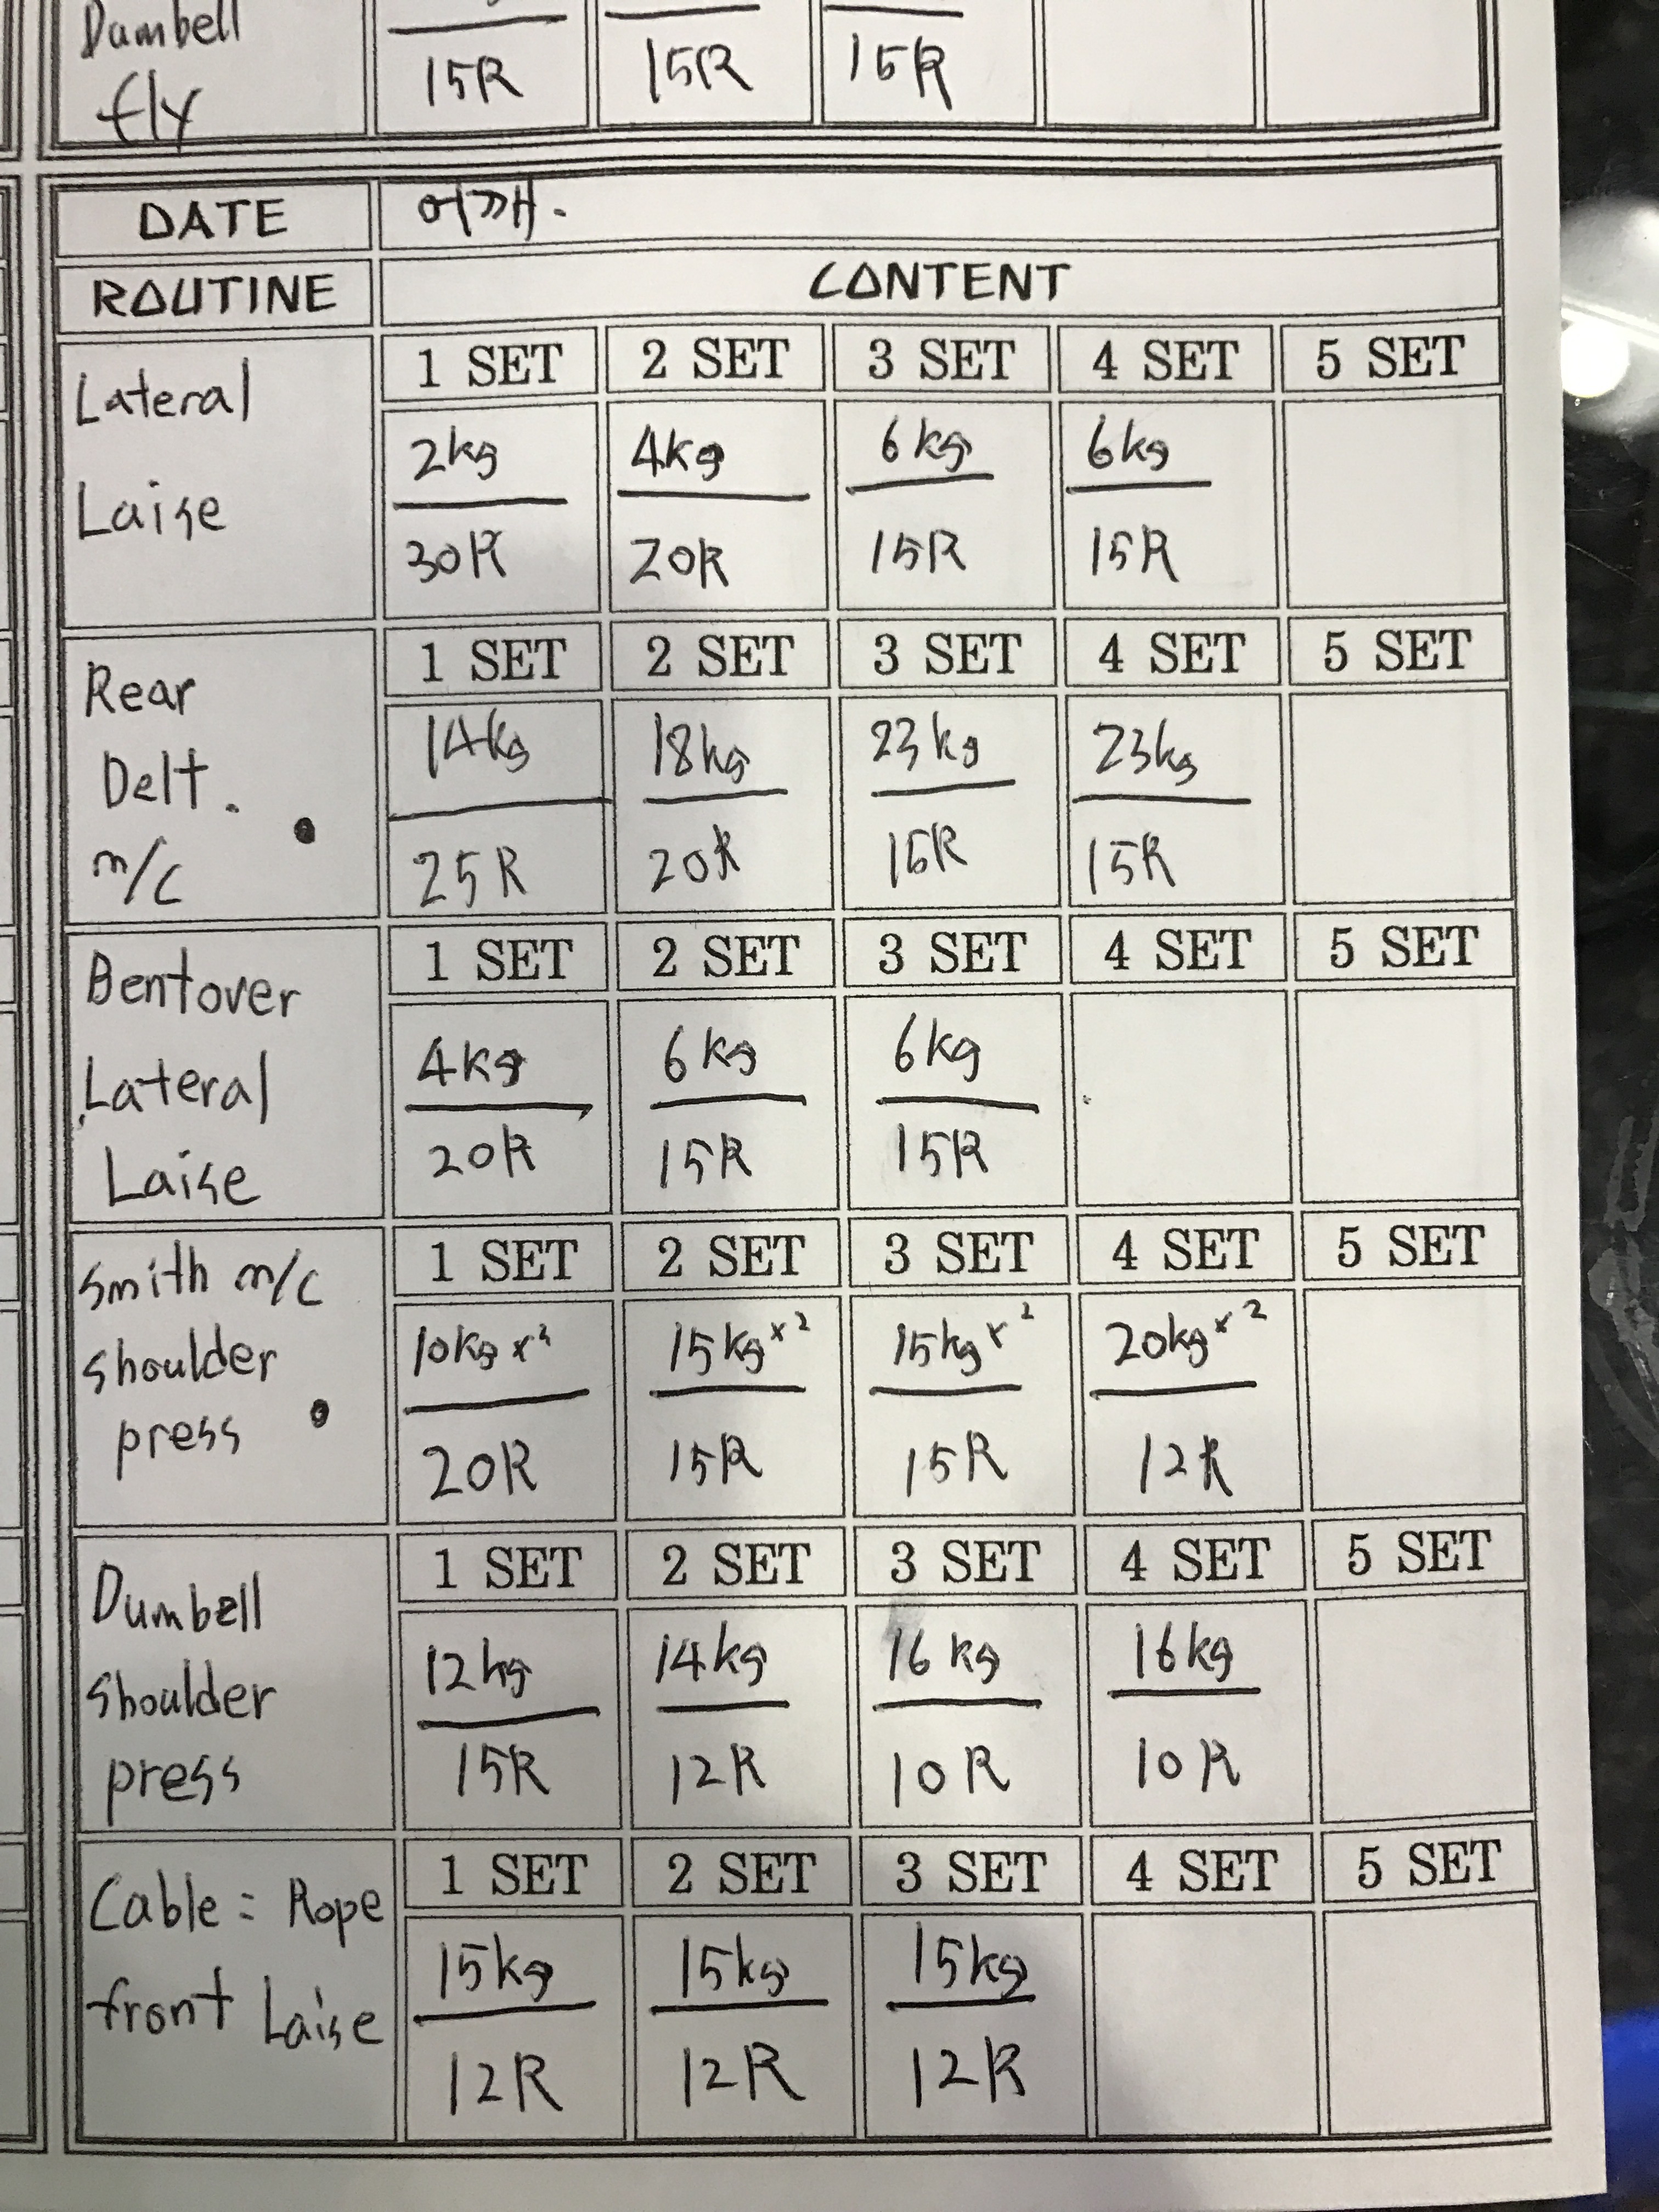 Dumbell
fly
15R 15R 15R
DATE 어깨.
ROUTINE CONTENT
Lateral
Laise
1 SET 2 SET 3 SET 4 SET 5 SET
2kg 4kg 6kg 6kg
30R 20R 15R 15R
Rear
Delt.
m/c
1 SET 2 SET 3 SET 4 SET 5 SET
14kg 18kg 23kg 23kg
25R 20R 15R 15R
Bentover
Lateral
Laise
1 SET 2 SET 3 SET 4 SET 5 SET
4kg 6kg 6kg
20R 15R 15R
Smith m/c
shoulder
press
1 SET 2 SET 3 SET 4 SET 5 SET
10kg x2 15kg x2 15kg x2 20kg x2
20R 15R 15R 12R
Dumbell
shoulder
press
1 SET 2 SET 3 SET 4 SET 5 SET
12kg 14kg 16kg 16kg
15R 12R 10R 10R
Cable = Rope
front Laise
1 SET 2 SET 3 SET 4 SET 5 SET
15kg 15kg 15kg
12R 12R 12R